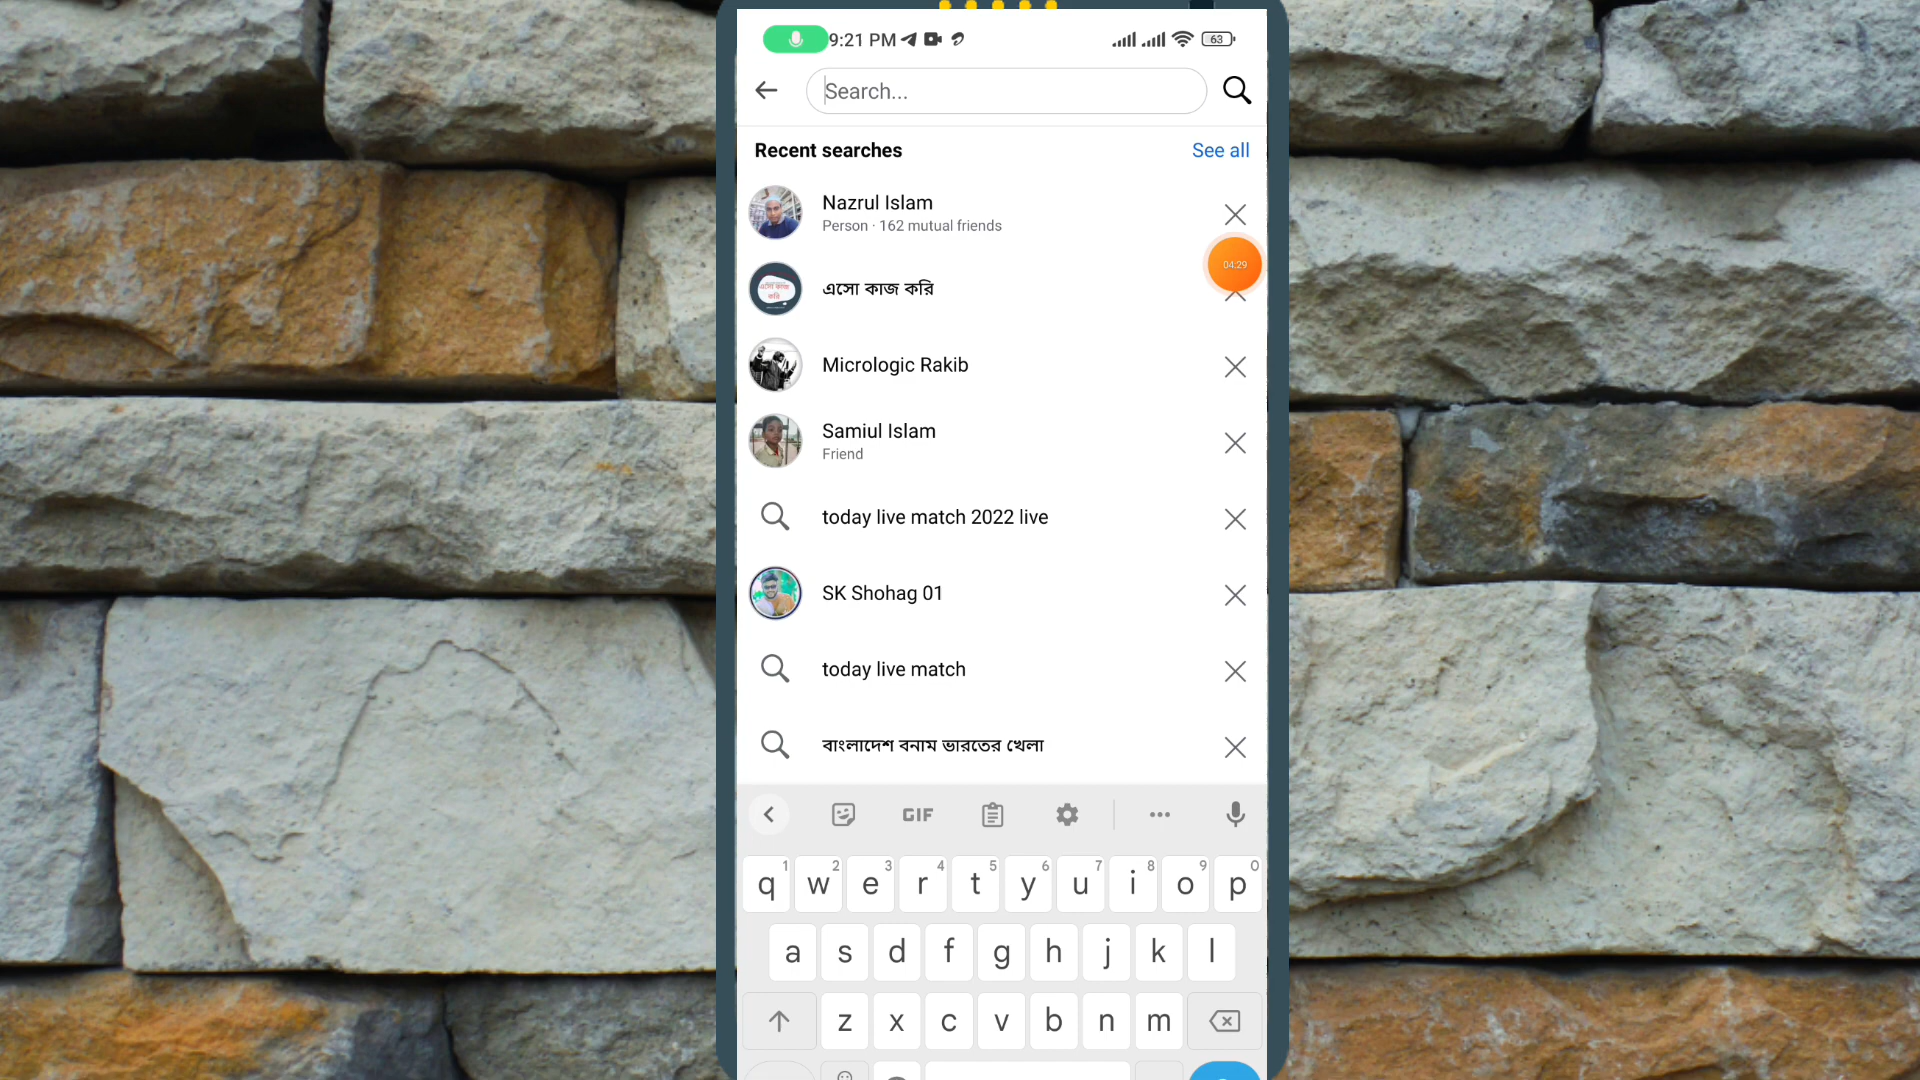 9:21 PM
63
Search...
Recent searches
See all
Nazrul Islam
Person · 162 mutual friends
04:29
এসো কাজ করি
এসো কাজ করি
Micrologic Rakib
Samiul Islam
Friend
today live match 2022 live
SK Shohag 01
today live match
বাংলাদেশ বনাম ভারতের খেলা
GIF
1 2 3 4 5 6 7 8 9 0
q w e r t y u i o p
a s d f g h j k l
z x c v b n m